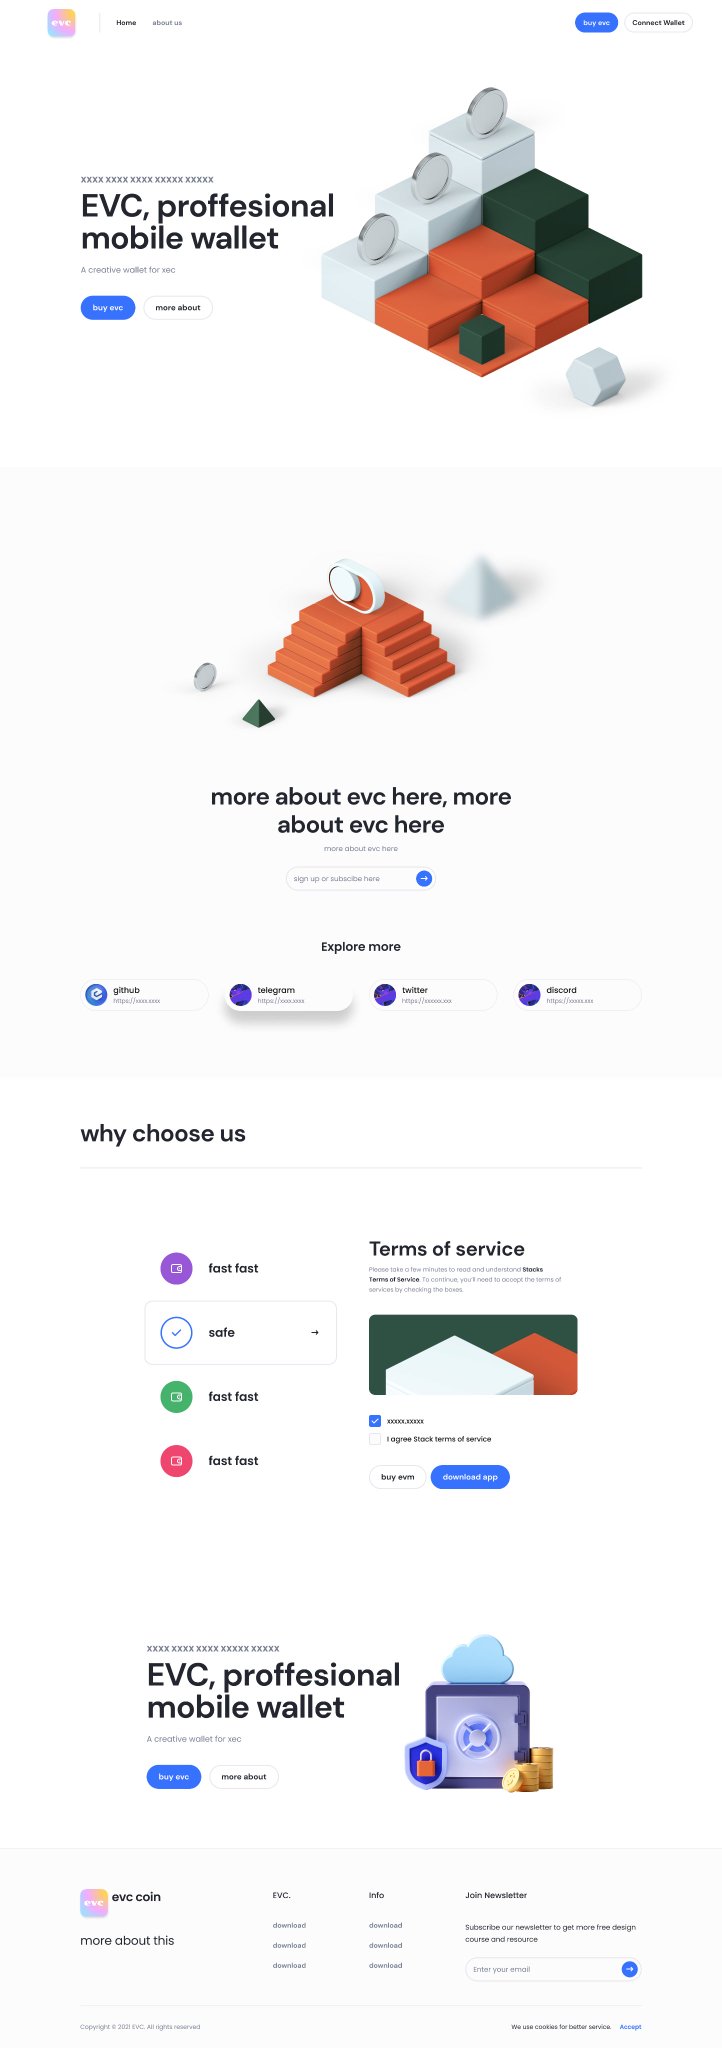 evc
Home
about us
buy evc
Connect Wallet
XXXX XXXX XXXX XXXXX XXXXX
EVC, proffesional
mobile wallet
A creative wallet for xec
buy evc
more about
more about evc here, more
about evc here
more about evc here
sign up or subscibe here
Explore more
github
https://xxxx.xxxx
telegram
https://xxxx.xxxx
twitter
https://xxxxxx.xxx
discord
https://xxxxx.xxx
why choose us
fast fast
safe
fast fast
fast fast
Terms of service
Please take a few minutes to read and understand Stacks
Terms of Service. To continue, you'll need to accept the terms of
services by checking the boxes.
xxxxx.xxxxx
I agree Stack terms of service
buy evm
download app
XXXX XXXX XXXX XXXXX XXXXX
EVC, proffesional
mobile wallet
A creative wallet for xec
buy evc
more about
evc
evc coin
more about this
EVC.
download
download
download
Info
download
download
download
Join Newsletter
Subscribe our newsletter to get more free design
course and resource
Enter your email
Copyright © 2021 EVC. All rights reserved
We use cookies for better service.
Accept